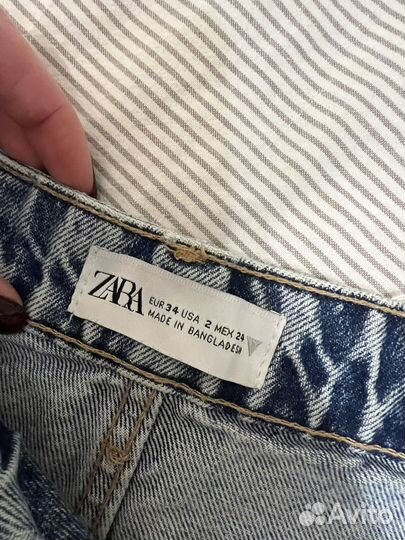 ZARA
EUR 34 USA 2 MEX 24
MADE IN BANGLADESH
Avito